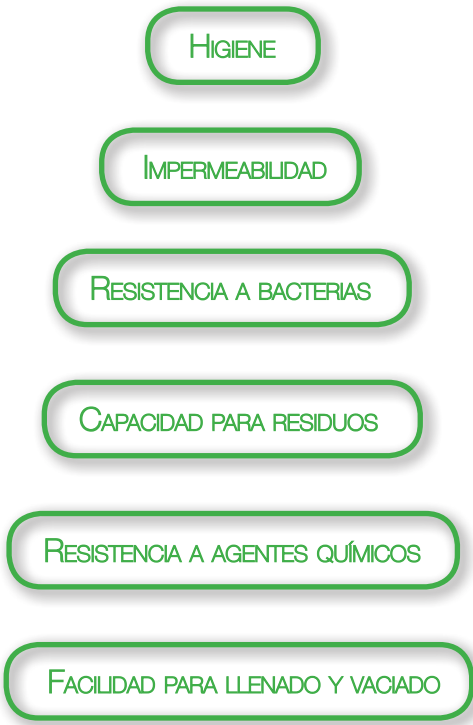 Higiene
Impermeabilidad
Resistencia a bacterias
Capacidad para residuos
Resistencia a agentes químicos
Facilidad para llenado y vaciado